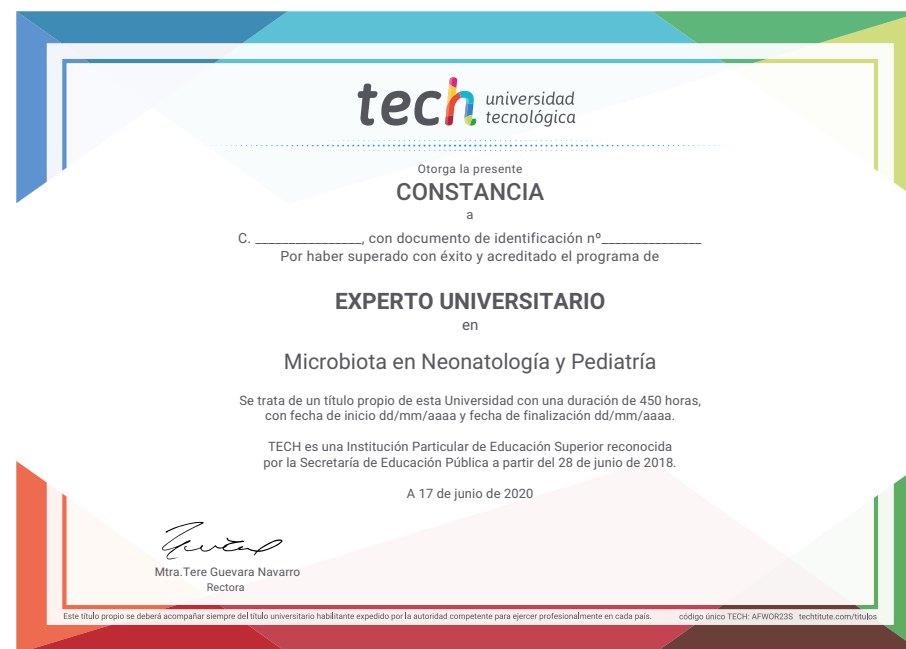 tech universidad
tecnológica
Otorga la presente
CONSTANCIA
a
C. ________________, con documento de identificación nº_______________
Por haber superado con éxito y acreditado el programa de
EXPERTO UNIVERSITARIO
en
Microbiota en Neonatología y Pediatría
Se trata de un título propio de esta Universidad con una duración de 450 horas,
con fecha de inicio dd/mm/aaaa y fecha de finalización dd/mm/aaaa.
TECH es una Institución Particular de Educación Superior reconocida
por la Secretaría de Educación Pública a partir del 28 de junio de 2018.
A 17 de junio de 2020
Mtra.Tere Guevara Navarro
Rectora
Este título propio se deberá acompañar siempre del título universitario habilitante expedido por la autoridad competente para ejercer profesionalmente en cada país. código único TECH: AFWOR23S techtitute.com/titulos